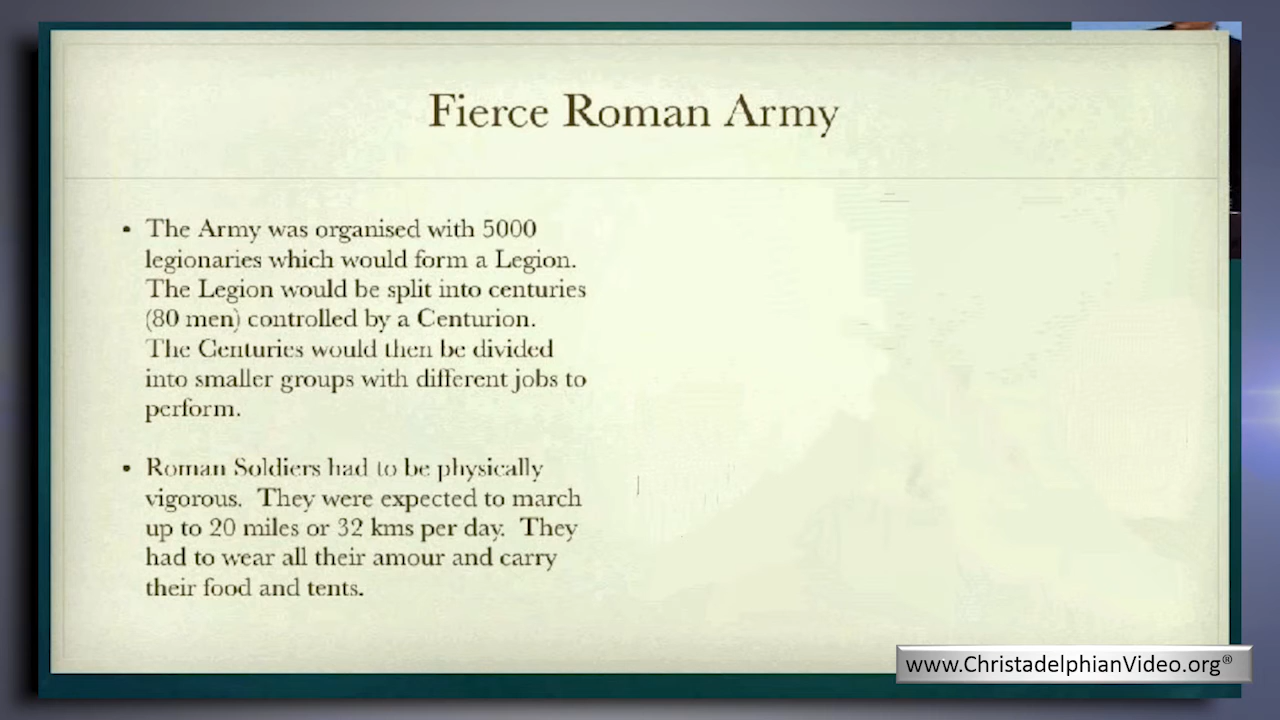 Fierce Roman Army
• The Army was organised with 5000
legionaries which would form a Legion.
The Legion would be split into centuries
(80 men) controlled by a Centurion.
The Centuries would then be divided
into smaller groups with different jobs to
perform.
• Roman Soldiers had to be physically
vigorous. They were expected to march
up to 20 miles or 32 kms per day. They
had to wear all their amour and carry
their food and tents.
www.ChristadelphianVideo.org®